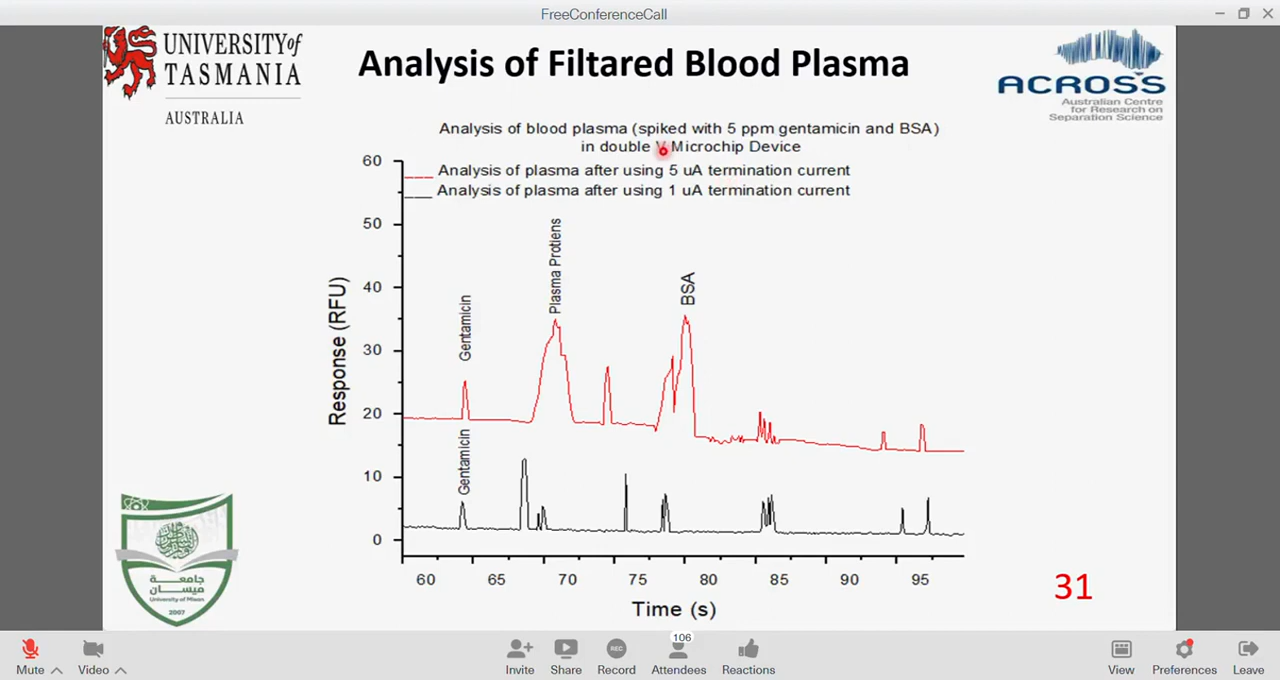 FreeConferenceCall
UNIVERSITY of
TASMANIA
AUSTRALIA
Analysis of Filtared Blood Plasma
ACROSS
Australian Centre
for Research on
Separation Science
Analysis of blood plasma (spiked with 5 ppm gentamicin and BSA)
in double V Microchip Device
Analysis of plasma after using 5 uA termination current
Analysis of plasma after using 1 uA termination current
Response (RFU)
60
50
40
30
20
10
0
Gentamicin
Plasma Protiens
BSA
Gentamicin
60 65 70 75 80 85 90 95
Time (s)
جامعة
ميسان
University of Misan
2007
31
Mute
Video
Invite
Share
REC
Record
106
Attendees
Reactions
View
Preferences
Leave